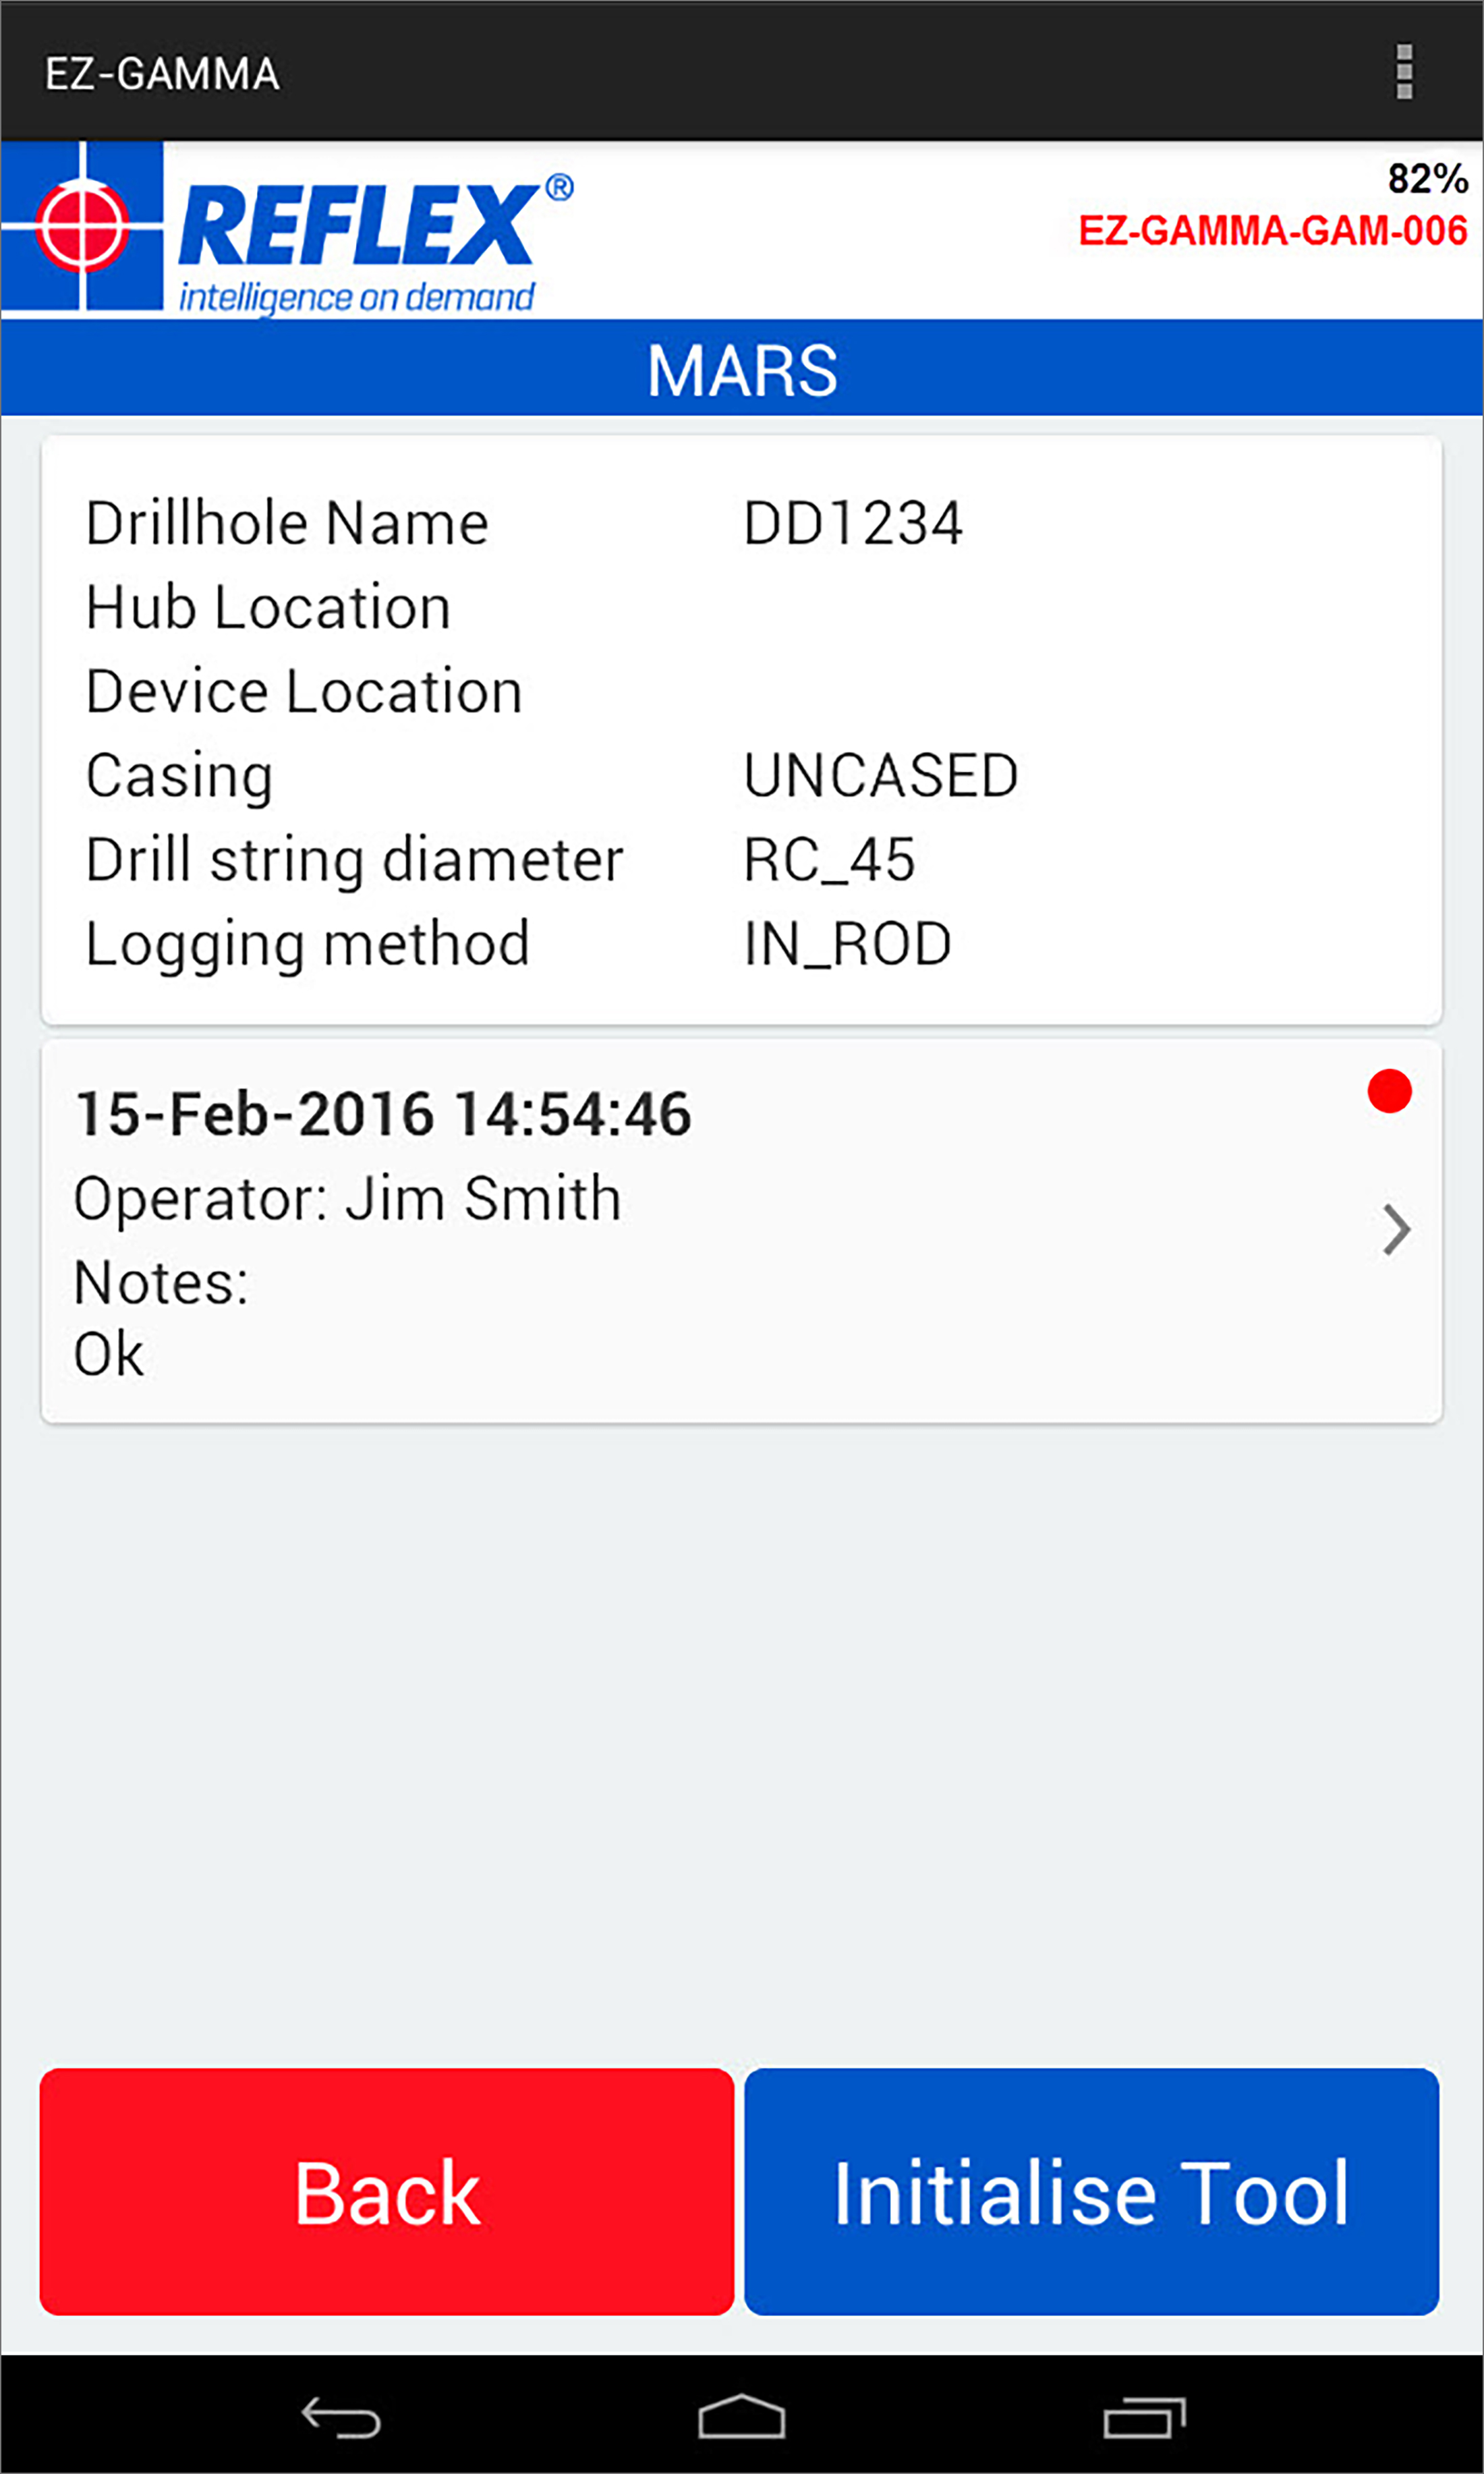 EZ-GAMMA
REFLEX®
intelligence on demand
82%
EZ-GAMMA-GAM-006
MARS
Drillhole Name DD1234
Hub Location
Device Location
Casing UNCASED
Drill string diameter RC_45
Logging method IN_ROD
15-Feb-2016 14:54:46
Operator: Jim Smith
Notes:
Ok
Back Initialise Tool